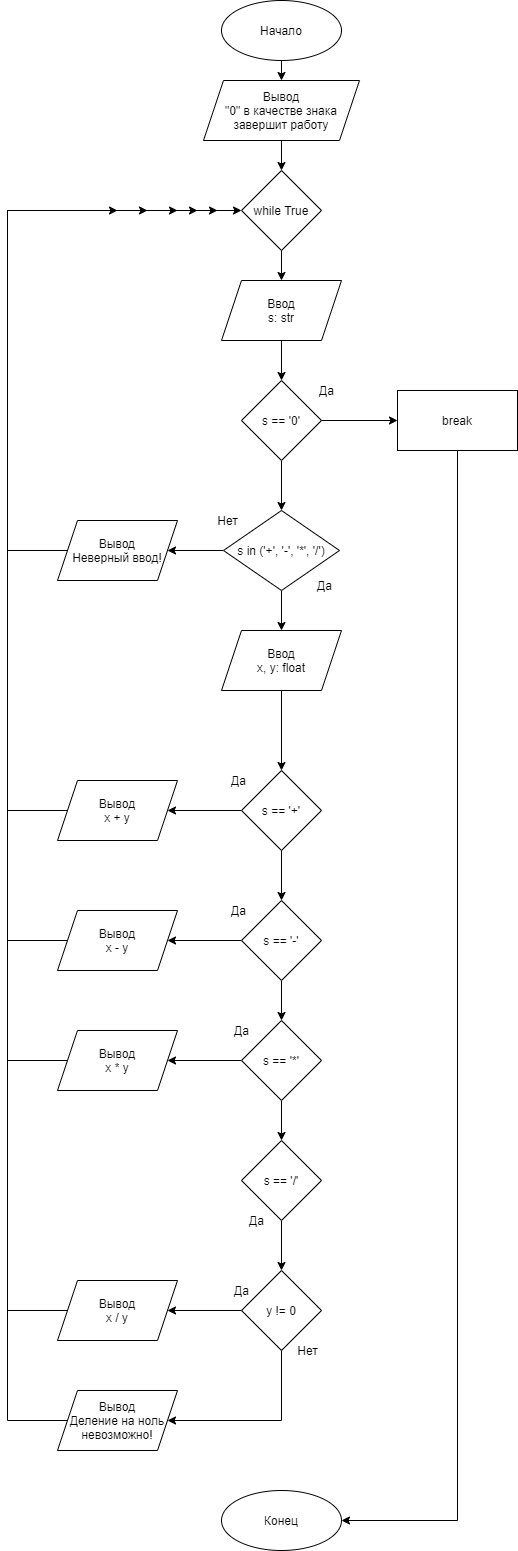 Начало
Вывод
"0" в качестве знака
завершит работу
while True
Ввод
s: str
Да
s == '0'
break
Нет
s in ('+', '-', '*', '/')
Вывод
Неверный ввод!
Да
Ввод
x, y: float
Да
s == '+'
Вывод
x + y
Да
s == '-'
Вывод
x - y
Да
s == '*'
Вывод
x * y
s == '/'
Да
Да
y != 0
Вывод
x / y
Нет
Вывод
Деление на ноль
невозможно!
Конец